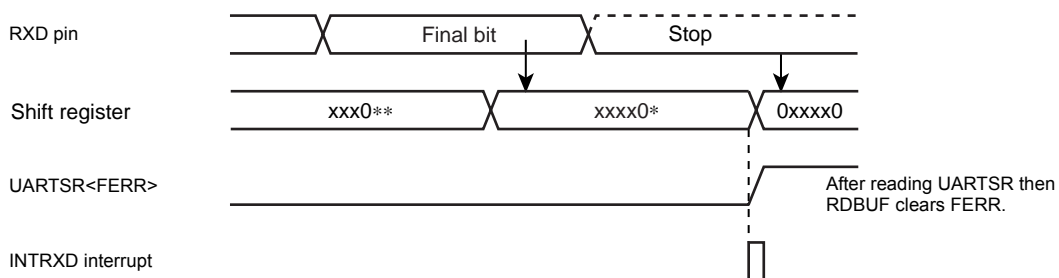 RXD pin
Final bit
Stop
Shift register
xxx0**
xxxx0*
0xxxx0
UARTSR<FERR>
After reading UARTSR then
RDBUF clears FERR.
INTRXD interrupt